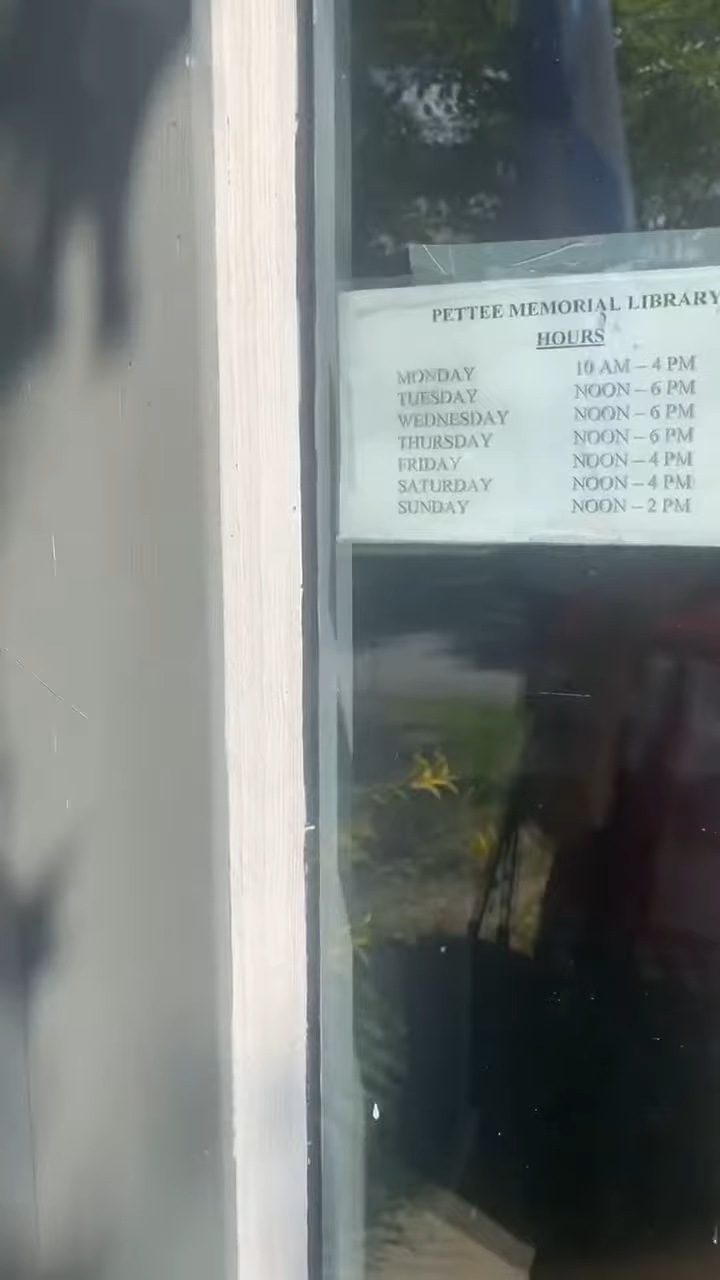 PETTEE MEMORIAL LIBRARY
HOURS
MONDAY 10 AM – 4 PM
TUESDAY NOON – 6 PM
WEDNESDAY NOON – 6 PM
THURSDAY NOON – 6 PM
FRIDAY NOON – 4 PM
SATURDAY NOON – 4 PM
SUNDAY NOON – 2 PM